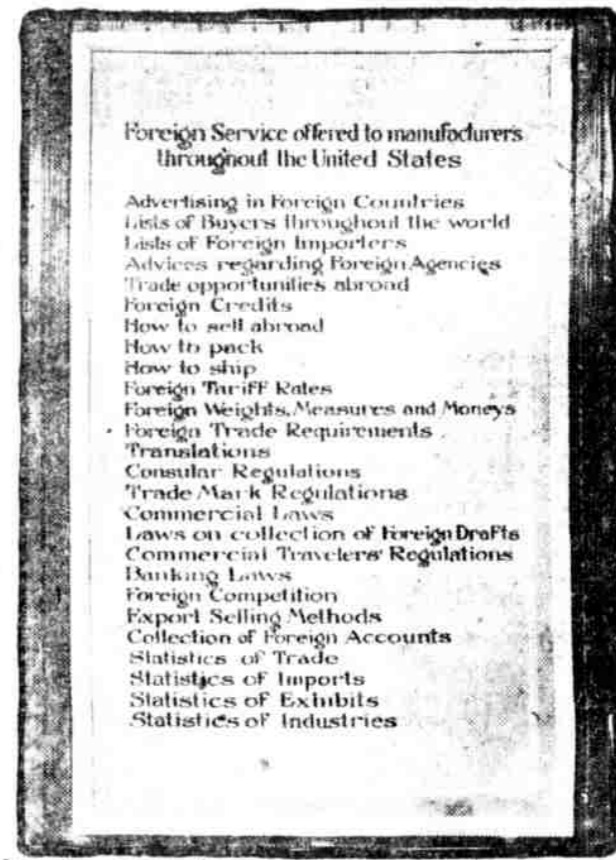 Foreign Service offered to manufacturers
throughout the United States
Advertising in Foreign Countries
Lists of Buyers throughout the world
Lists of Foreign Importers
Advices regarding Foreign Agencies
Trade opportunities abroad
Foreign Credits
How to sell abroad
How to pack
How to ship
Foreign Tariff Rates
Foreign Weights, Measures and Moneys
Foreign Trade Requirements
Translations
Consular Regulations
Trade Mark Regulations
Commercial Laws
Laws on collection of Foreign Drafts
Commercial Travelers' Regulations
Banking Laws
Foreign Competition
Export Selling Methods
Collection of Foreign Accounts
Statistics of Trade
Statistics of Imports
Statistics of Exhibits
Statistics of Industries